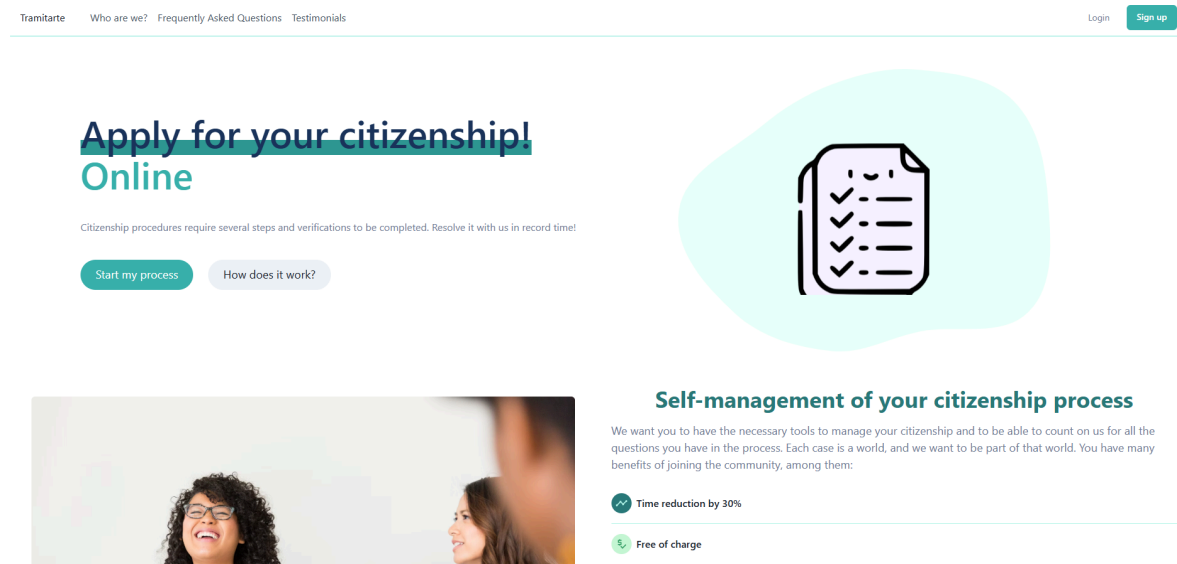 Tramitarte
Who are we? Frequently Asked Questions Testimonials
Login
Sign up
Apply for your citizenship!
Online
Citizenship procedures require several steps and verifications to be completed. Resolve it with us in record time!
Start my process
How does it work?
Self-management of your citizenship process
We want you to have the necessary tools to manage your citizenship and to be able to count on us for all the
questions you have in the process. Each case is a world, and we want to be part of that world. You have many
benefits of joining the community, among them:
Time reduction by 30%
Free of charge